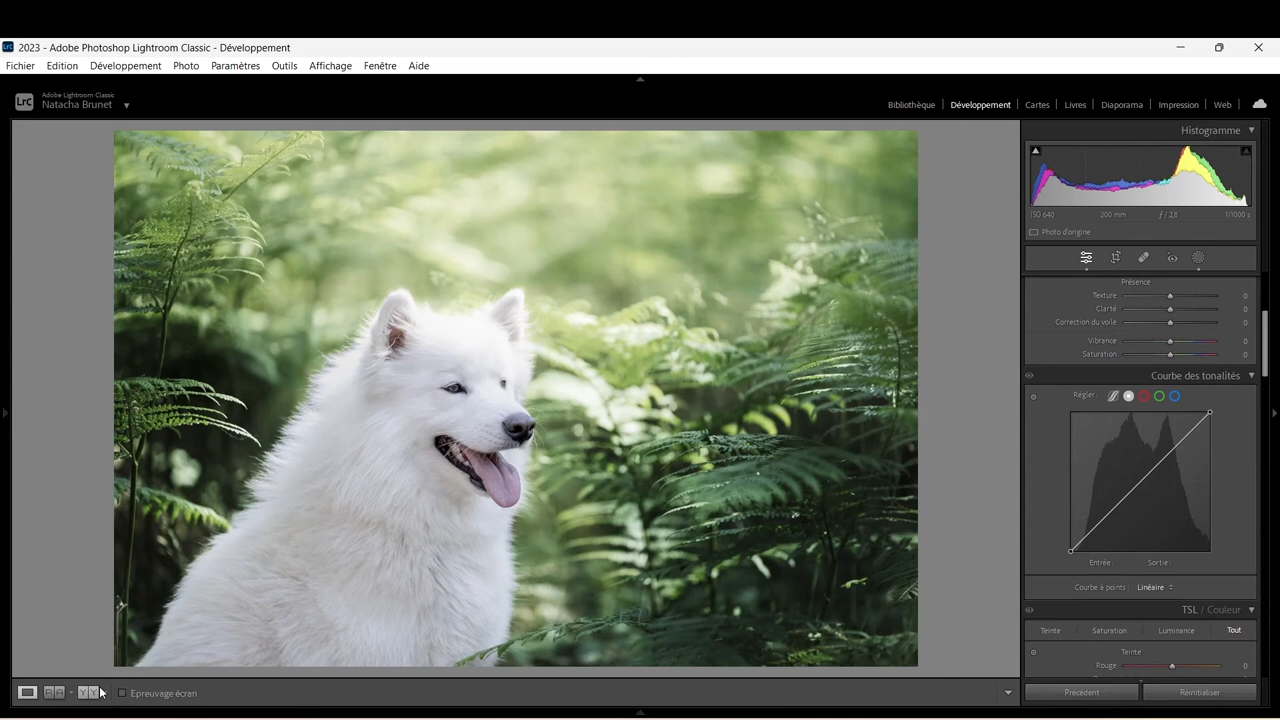 2023 - Adobe Photoshop Lightroom Classic - Développement
Fichier Edition Développement Photo Paramètres Outils Affichage Fenêtre Aide
Adobe Lightroom Classic
LrC Natacha Brunet
Bibliothèque Développement Cartes Livres Diaporama Impression Web
Histogramme
ISO 640 200 mm ƒ / 2,8 1/1000 s
Photo d'origine
Présence
Texture 0
Clarté 0
Correction du voile 0
Vibrance 0
Saturation 0
Courbe des tonalités
Régler :
Entrée : Sortie :
Courbe à points : Linéaire
TSL / Couleur
Teinte Saturation Luminance Tout
Teinte
Rouge 0
Epreuvage écran
Précédent Réinitialiser